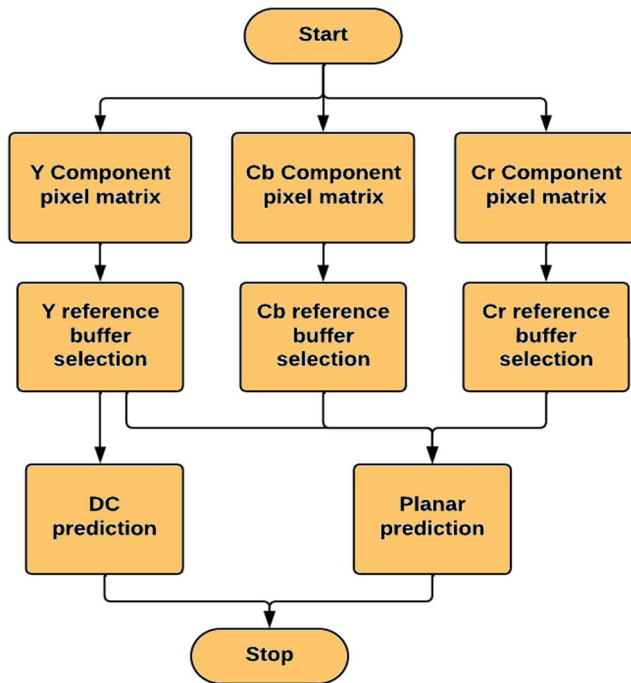 Start
Y Component
pixel matrix
Cb Component
pixel matrix
Cr Component
pixel matrix
Y reference
buffer
selection
Cb reference
buffer
selection
Cr reference
buffer
selection
DC
prediction
Planar
prediction
Stop